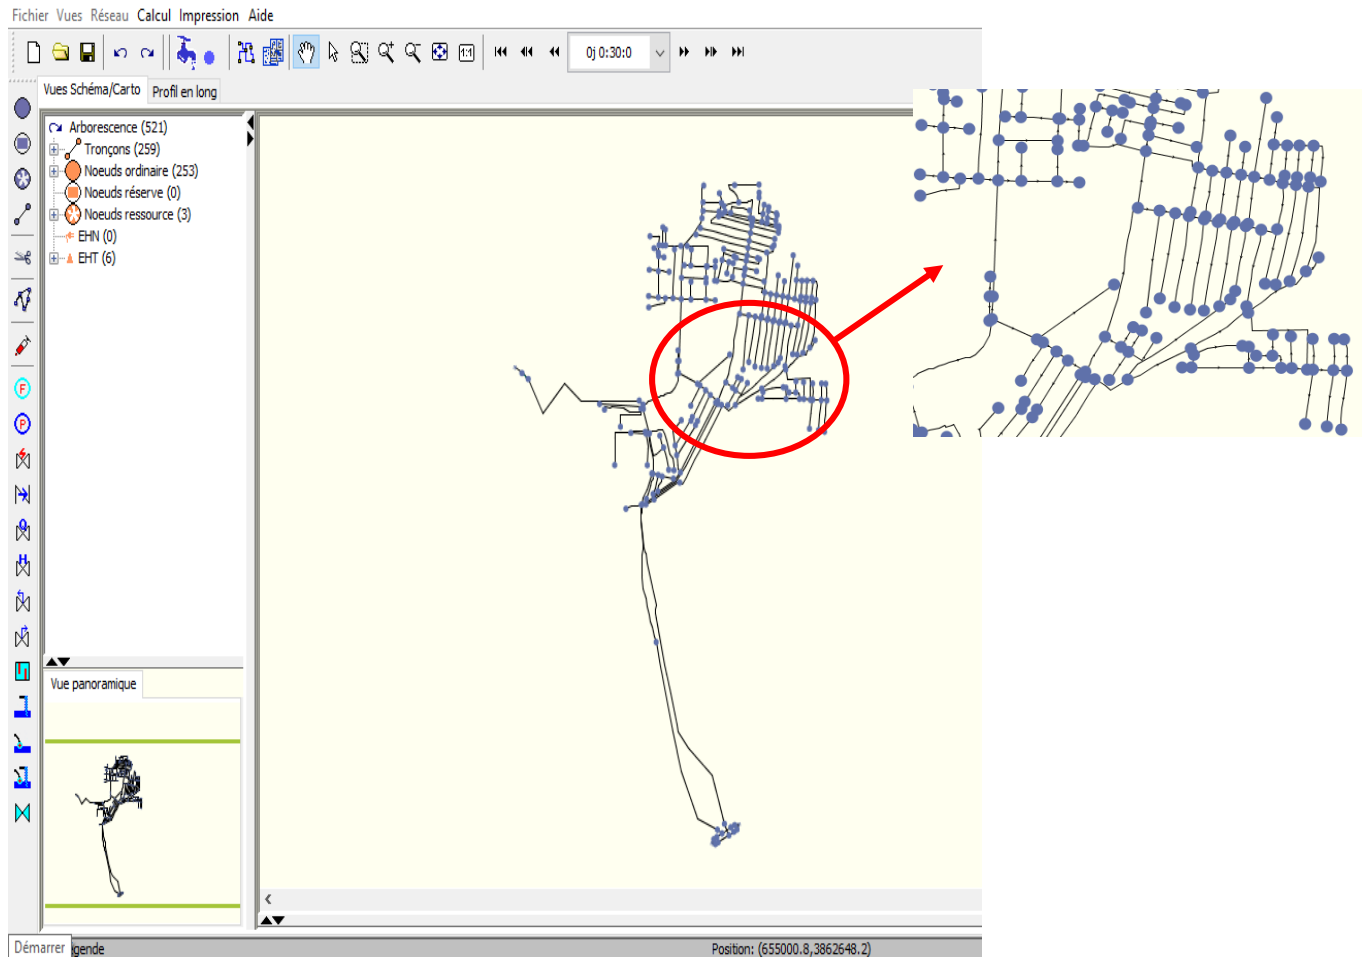 Fichier Vues Réseau Calcul Impression Aide
1:1
0j 0:30:0
Vues Schéma/Carto Profil en long
Arborescence (521)
Tronçons (259)
Noeuds ordinaire (253)
Noeuds réserve (0)
Noeuds ressource (3)
EHN (0)
EHT (6)
F
P
Q
H
Vue panoramique
Démarrer gende
Position: (655000.8,3862648.2)